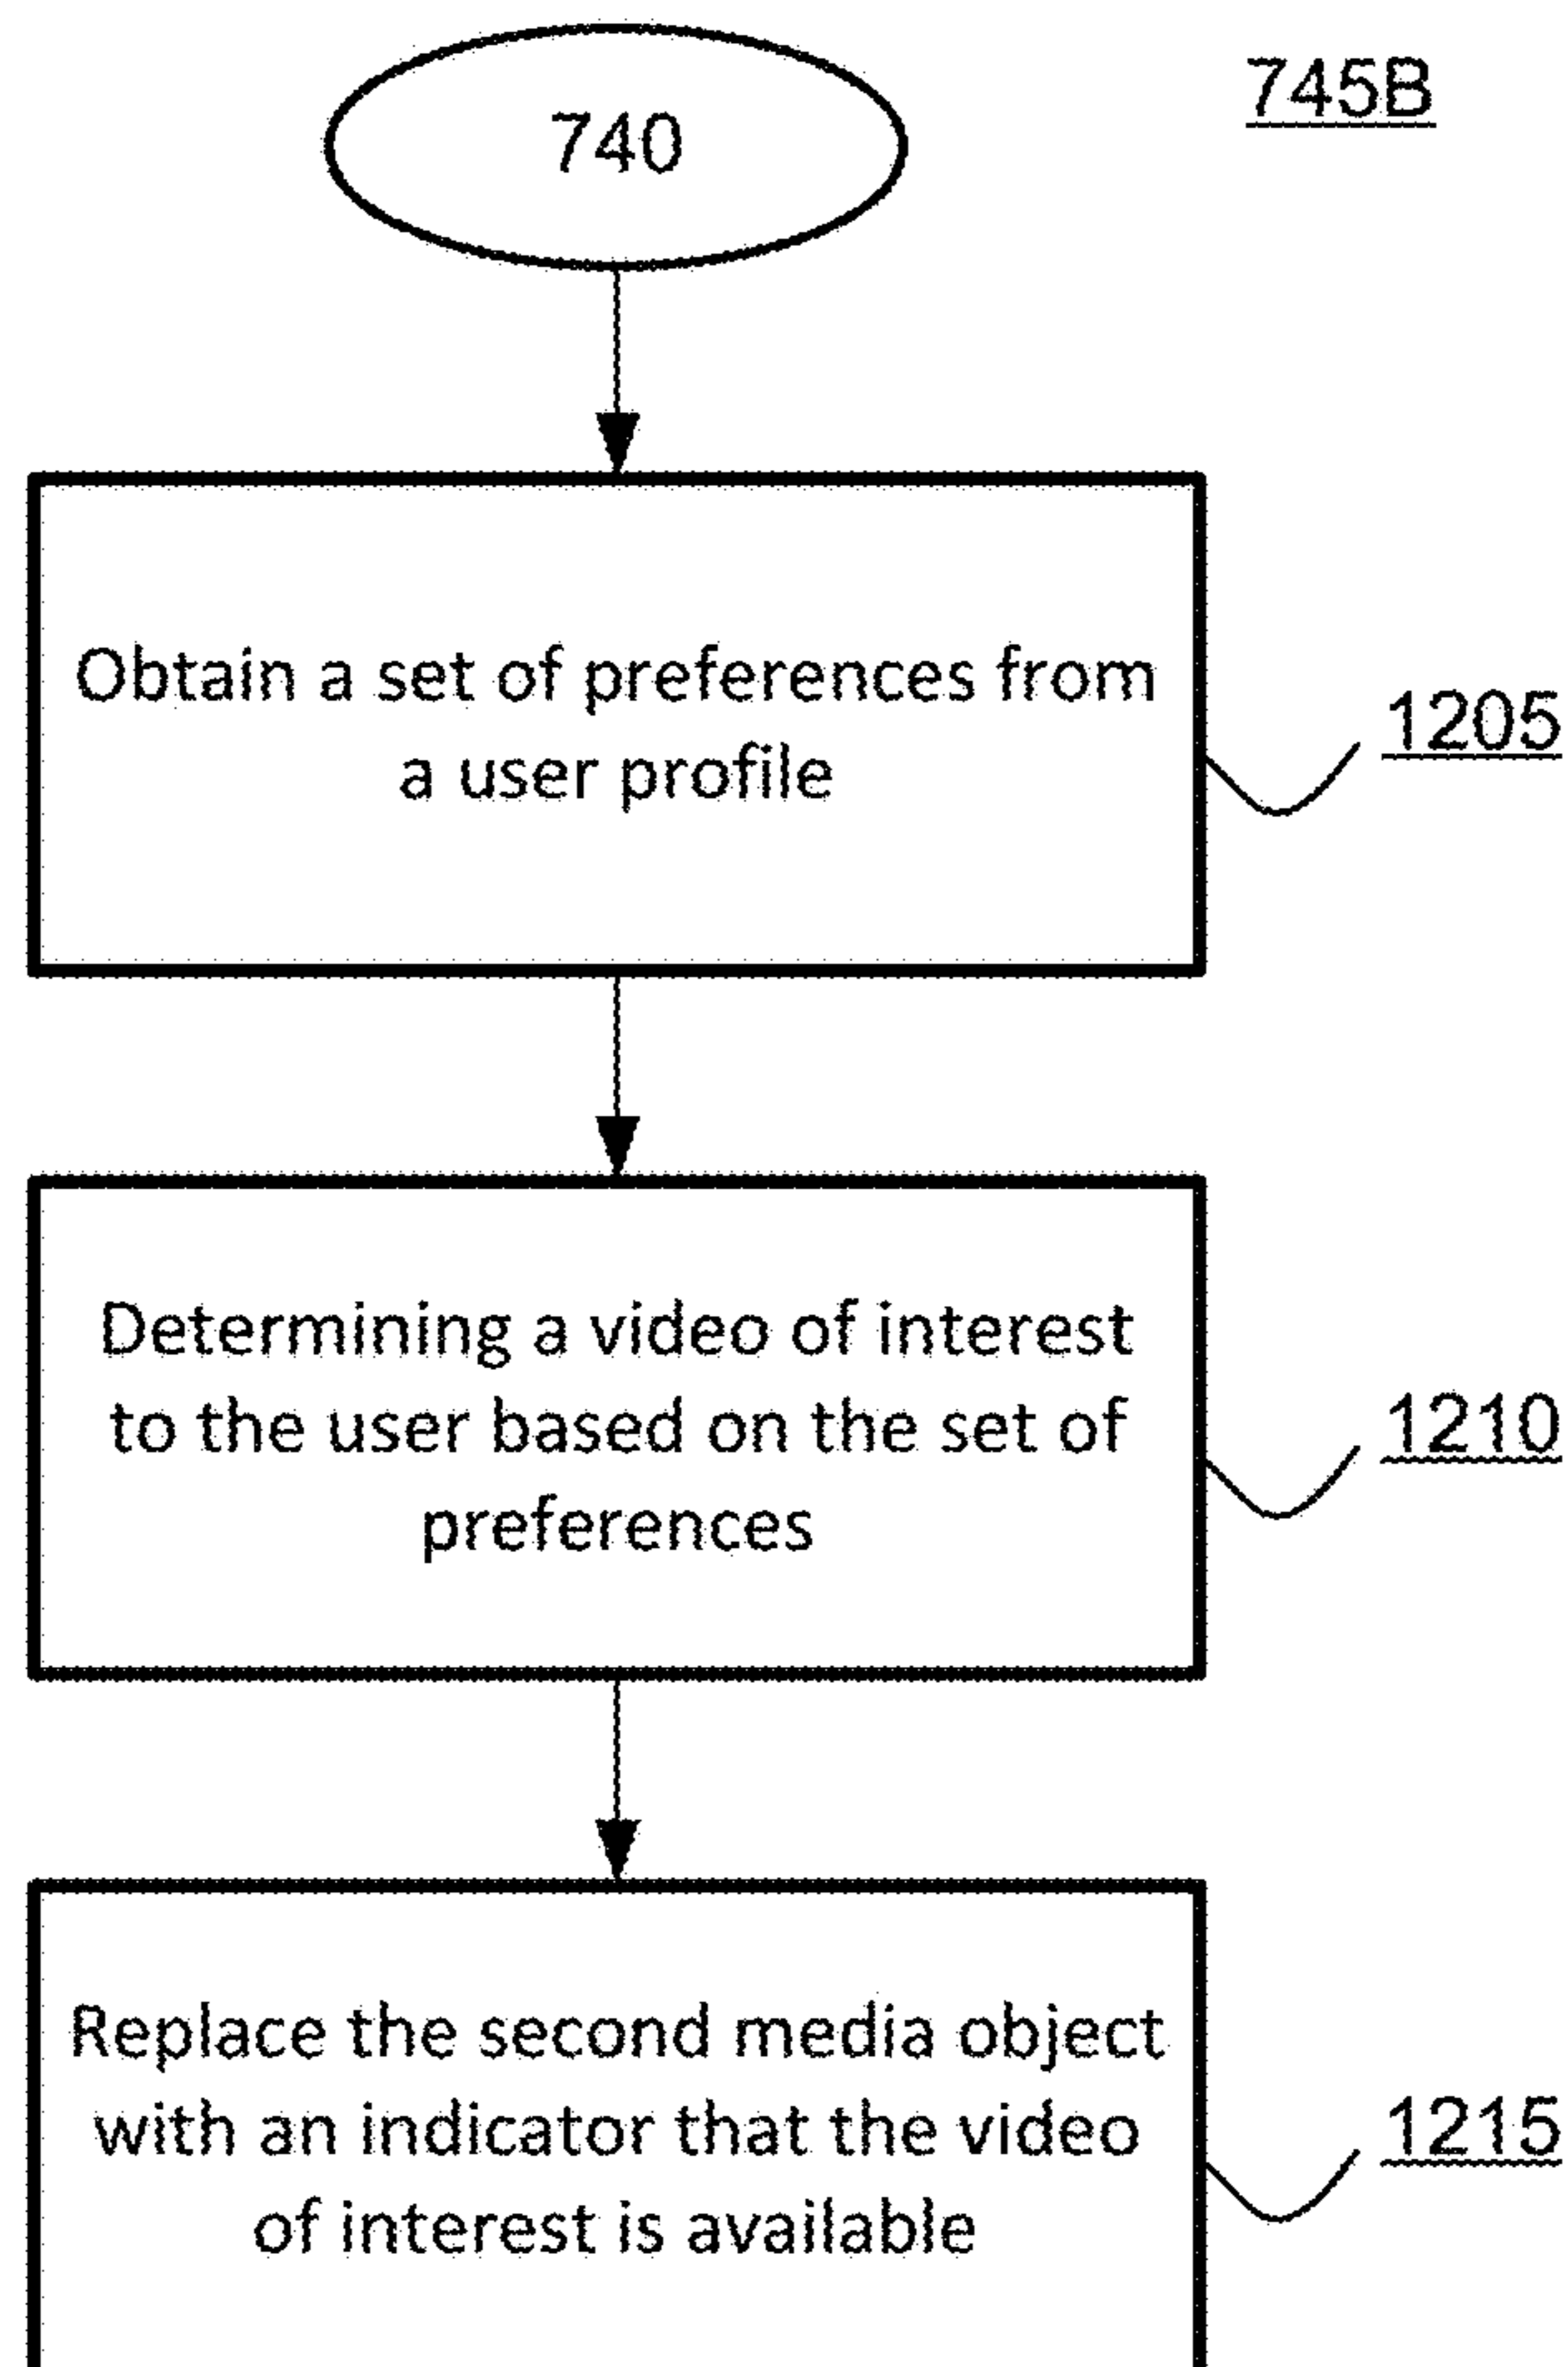 740
745B
Obtain a set of preferences from
a user profile
1205
Determining a video of interest
to the user based on the set of
preferences
1210
Replace the second media object
with an indicator that the video
of interest is available
1215